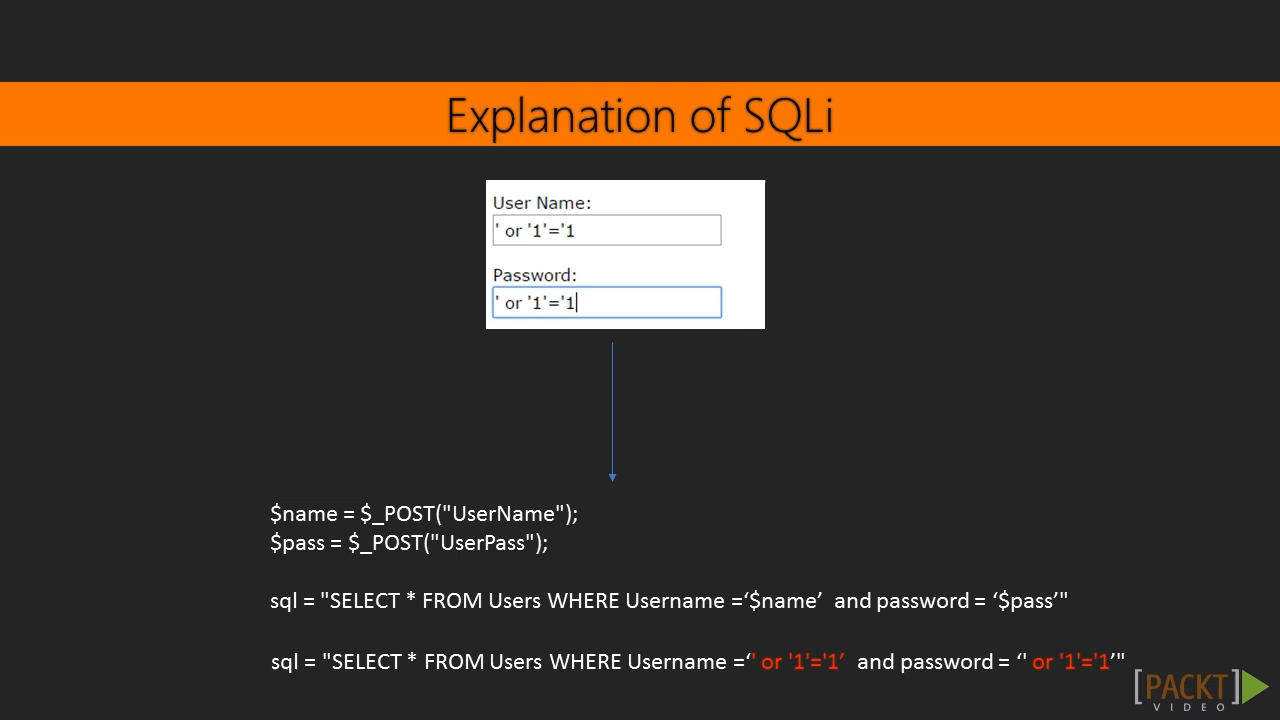 Explanation of SQLi
User Name:
' or '1'='1
Password:
' or '1'='1
$name = $_POST("UserName");
$pass = $_POST("UserPass");
sql = "SELECT * FROM Users WHERE Username =‘$name’ and password = ‘$pass’"
sql = "SELECT * FROM Users WHERE Username =‘' or '1'='1’ and password = ‘' or '1'='1’"
[PACKT]
VIDEO